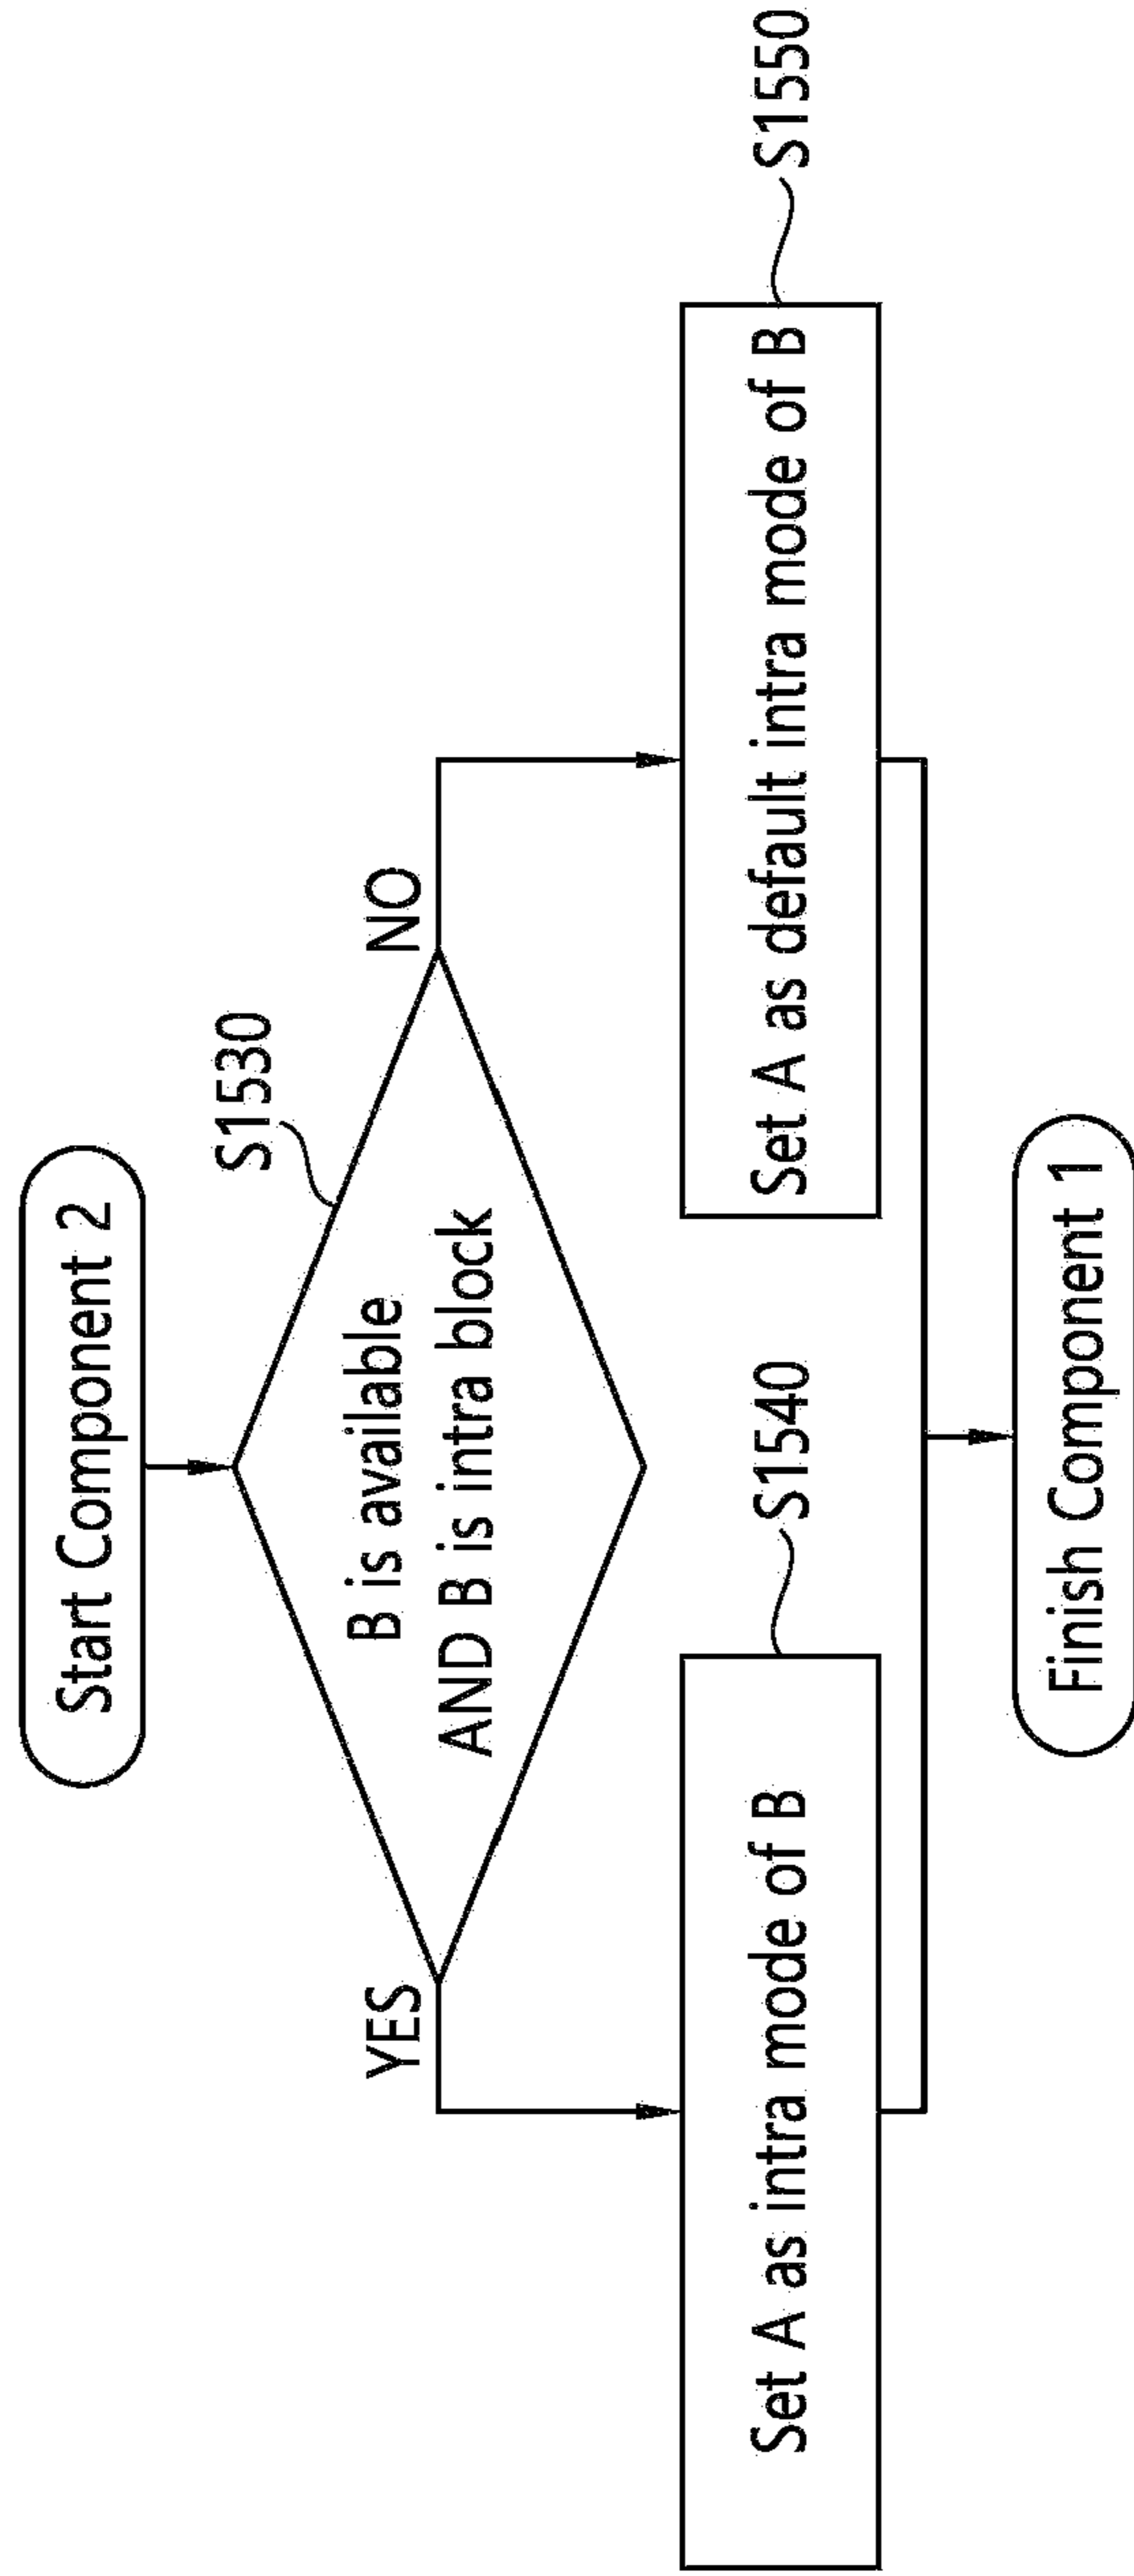 Start Component 2
S1530
B is available
AND B is intra block
YES
NO
S1540
Set A as intra mode of B
S1550
Set A as default intra mode of B
Finish Component 1